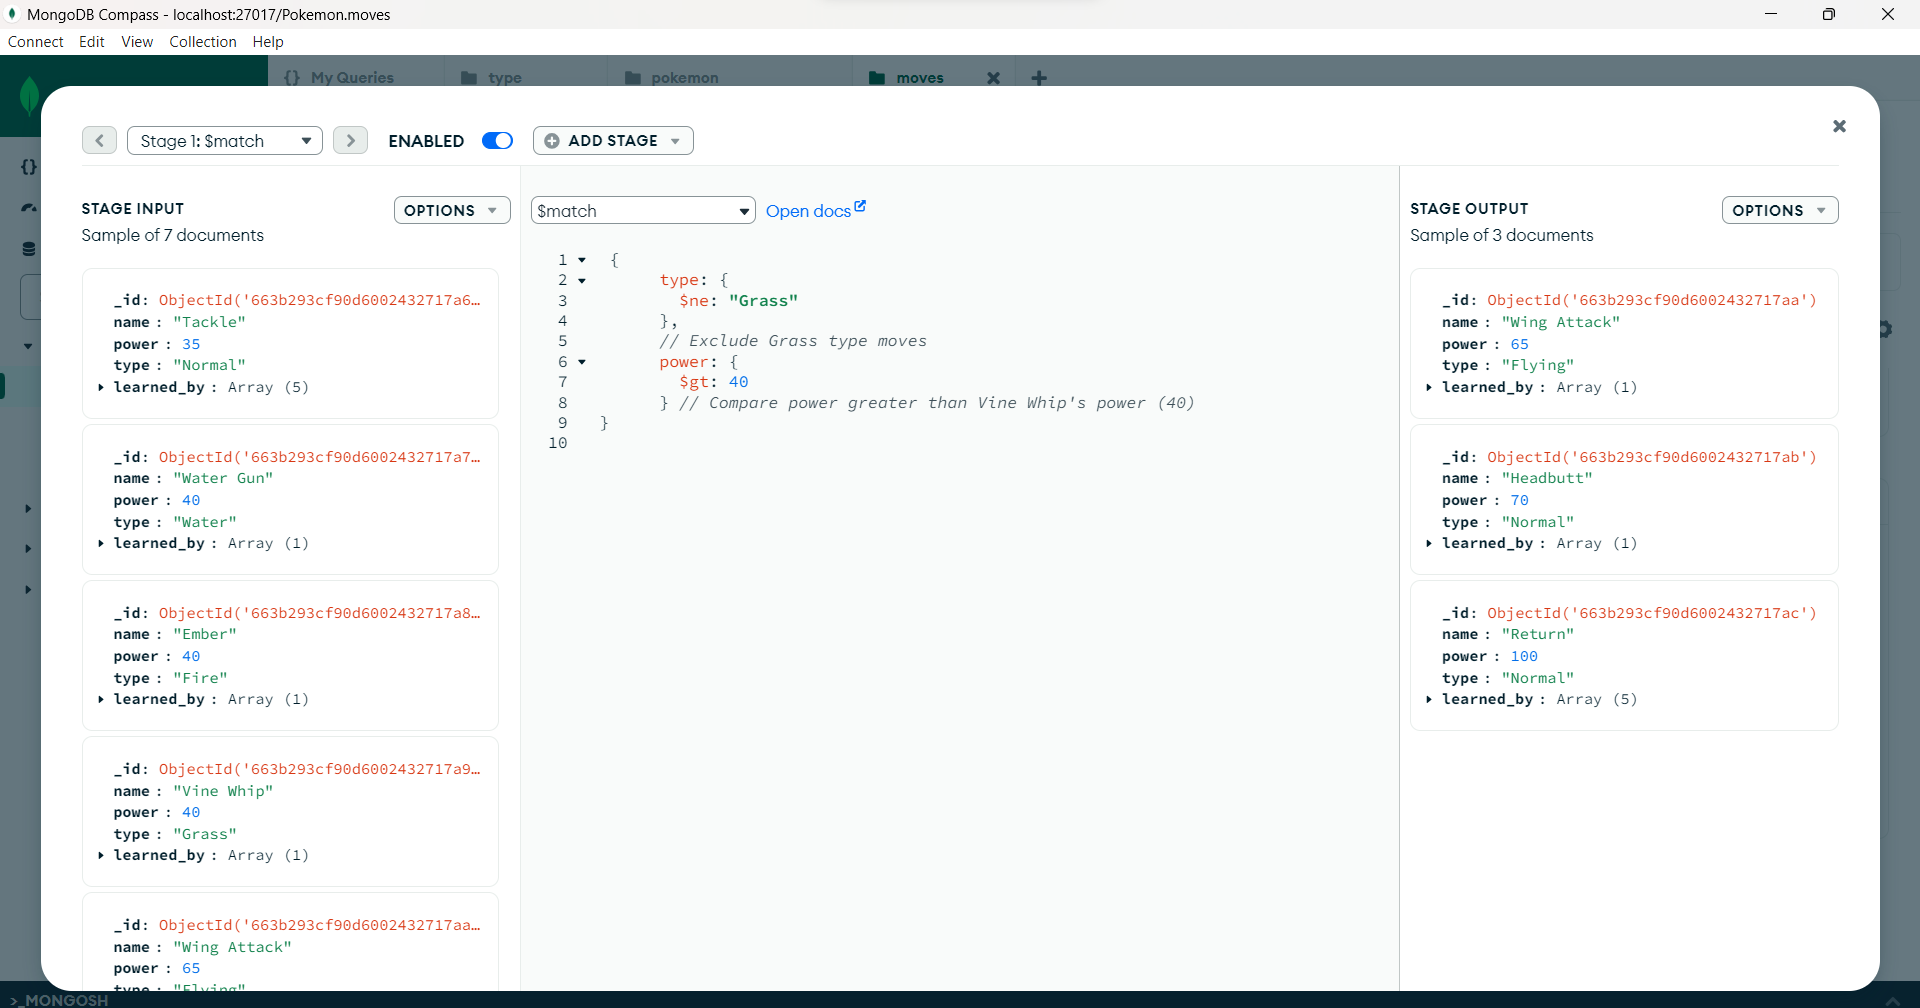 MongoDB Compass - localhost:27017/Pokemon.moves
Connect Edit View Collection Help
{} My Queries type pokemon moves
Stage 1: $match ENABLED ADD STAGE
STAGE INPUT OPTIONS
Sample of 7 documents
_id: ObjectId('663b293cf90d6002432717a6…
name : "Tackle"
power : 35
type : "Normal"
learned_by : Array (5)
_id: ObjectId('663b293cf90d6002432717a7…
name : "Water Gun"
power : 40
type : "Water"
learned_by : Array (1)
_id: ObjectId('663b293cf90d6002432717a8…
name : "Ember"
power : 40
type : "Fire"
learned_by : Array (1)
_id: ObjectId('663b293cf90d6002432717a9…
name : "Vine Whip"
power : 40
type : "Grass"
learned_by : Array (1)
_id: ObjectId('663b293cf90d6002432717aa…
name : "Wing Attack"
power : 65
type : "Flying"
$match Open docs
1 {
2 type: {
3 $ne: "Grass"
4 },
5 // Exclude Grass type moves
6 power: {
7 $gt: 40
8 } // Compare power greater than Vine Whip's power (40)
9 }
10
STAGE OUTPUT OPTIONS
Sample of 3 documents
_id: ObjectId('663b293cf90d6002432717aa')
name : "Wing Attack"
power : 65
type : "Flying"
learned_by : Array (1)
_id: ObjectId('663b293cf90d6002432717ab')
name : "Headbutt"
power : 70
type : "Normal"
learned_by : Array (1)
_id: ObjectId('663b293cf90d6002432717ac')
name : "Return"
power : 100
type : "Normal"
learned_by : Array (5)
>_MONGOSH